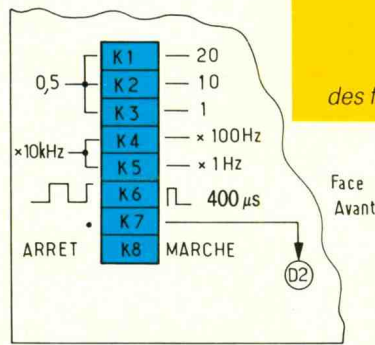 K1 20
0,5 K2 10
K3 1
des f
K4 × 100Hz
×10kHz
K5 × 1Hz
K6 400 µs
Face
Avant
K7
ARRET K8 MARCHE
D2